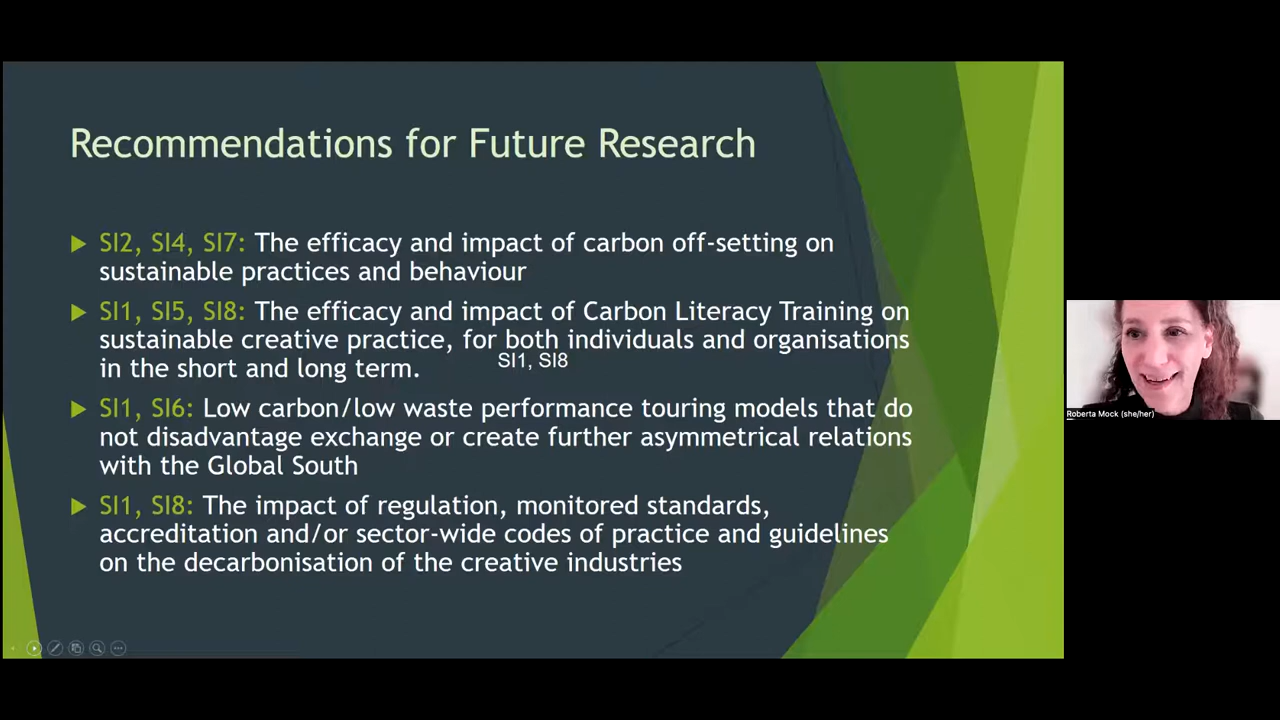 Recommendations for Future Research
SI2, SI4, SI7: The efficacy and impact of carbon off-setting on
sustainable practices and behaviour
SI1, SI5, SI8: The efficacy and impact of Carbon Literacy Training on
sustainable creative practice, for both individuals and organisations
SI1, SI8
in the short and long term.
SI1, SI6: Low carbon/low waste performance touring models that do
not disadvantage exchange or create further asymmetrical relations
with the Global South
SI1, SI8: The impact of regulation, monitored standards,
accreditation and/or sector-wide codes of practice and guidelines
on the decarbonisation of the creative industries
Roberta Mock (she/her)